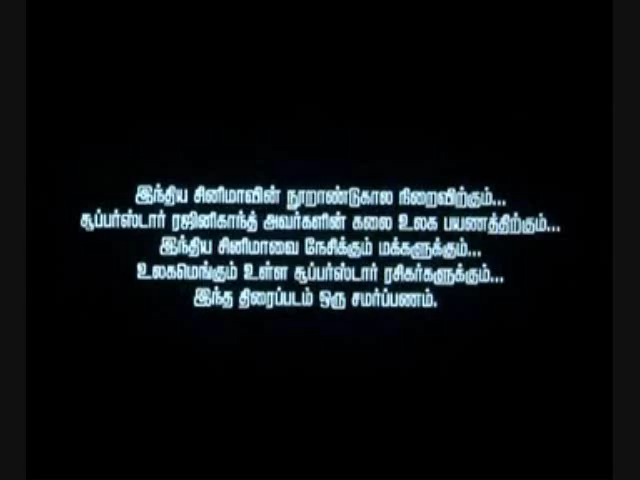 இந்திய சினிமாவின் நூறாண்டுகால நிறைவிற்கும்...
சூப்பர்ஸ்டார் ரஜினிகாந்த் அவர்களின் கலை உலக பயணத்திற்கும்...
இந்திய சினிமாவை நேசிக்கும் மக்களுக்கும்...
உலகமெங்கும் உள்ள சூப்பர்ஸ்டார் ரசிகர்களுக்கும்...
இந்த திரைப்படம் ஒரு சமர்ப்பணம்.